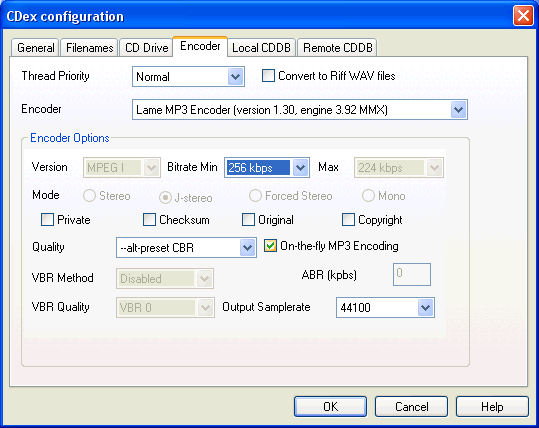 CDex configuration
General Filenames CD Drive Encoder Local CDDB Remote CDDB
Thread Priority Normal Convert to Riff WAV files
Encoder Lame MP3 Encoder (version 1.30, engine 3.92 MMX)
Encoder Options
Version MPEG I Bitrate Min 256 kbps Max 224 kbps
Mode Stereo J-stereo Forced Stereo Mono
Private Checksum Original Copyright
Quality --alt-preset CBR On-the-fly MP3 Encoding
VBR Method Disabled ABR (kpbs) 0
VBR Quality VBR 0 Output Samplerate 44100
OK Cancel Help